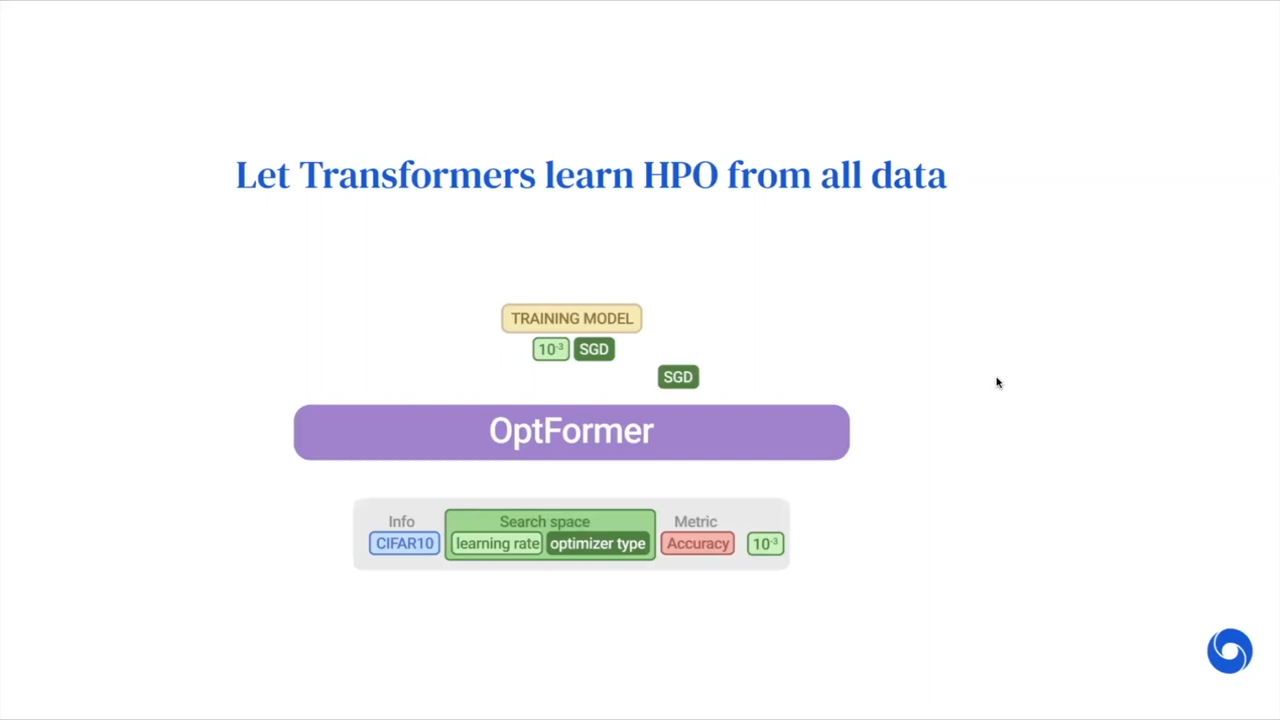 Let Transformers learn HPO from all data
TRAINING MODEL
10⁻³ SGD
SGD
OptFormer
Info Search space Metric
CIFAR10 learning rate optimizer type Accuracy 10⁻³